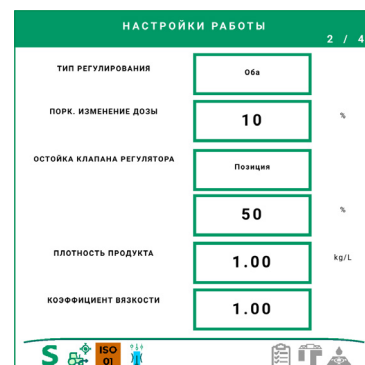 НАСТРОЙКИ РАБОТЫ
2 / 4
ТИП РЕГУЛИРОВАНИЯ
Оба
ПОРК. ИЗМЕНЕНИЕ ДОЗЫ
10
%
ОСТОЙКА КЛАПАНА РЕГУЛЯТОРА
Позиция
50
%
ПЛОТНОСТЬ ПРОДУКТА
1.00
kg/L
КОЭФФИЦИЕНТ ВЯЗКОСТИ
1.00
S
ISO
01